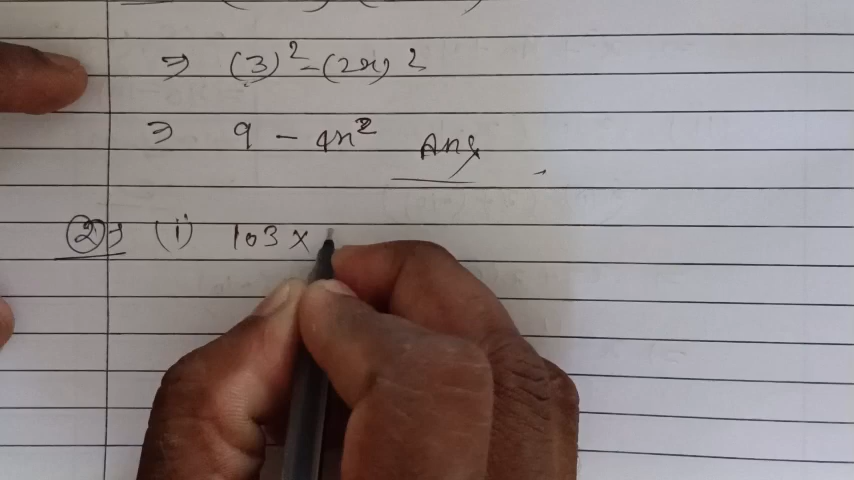 ⇒ (3)² - (2x)²
⇒ 9 - 4x² Ans
②⇒ (i) 103 ×